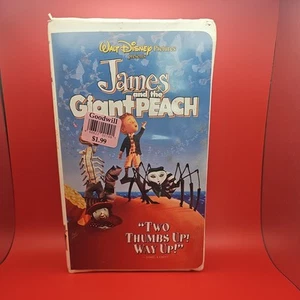 WALT DISNEY Pictures
James
and the
Giant PEACH
Goodwill
$1.99
"TWO
THUMBS UP!
WAY UP!"